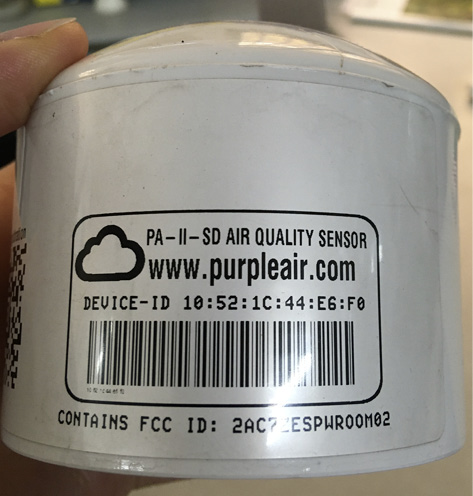 PA-II-SD AIR QUALITY SENSOR
www.purpleair.com
DEVICE-ID 10:52:1C:44:E6:F0
CONTAINS FCC ID: